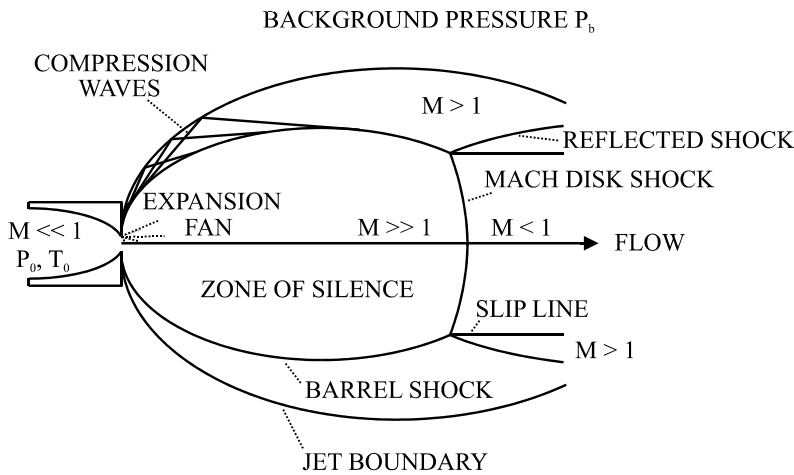 BACKGROUND PRESSURE Pb
COMPRESSION
WAVES
M > 1
REFLECTED SHOCK
MACH DISK SHOCK
EXPANSION
FAN
M << 1
P0, T0
M >> 1
M < 1
FLOW
ZONE OF SILENCE
SLIP LINE
M > 1
BARREL SHOCK
JET BOUNDARY